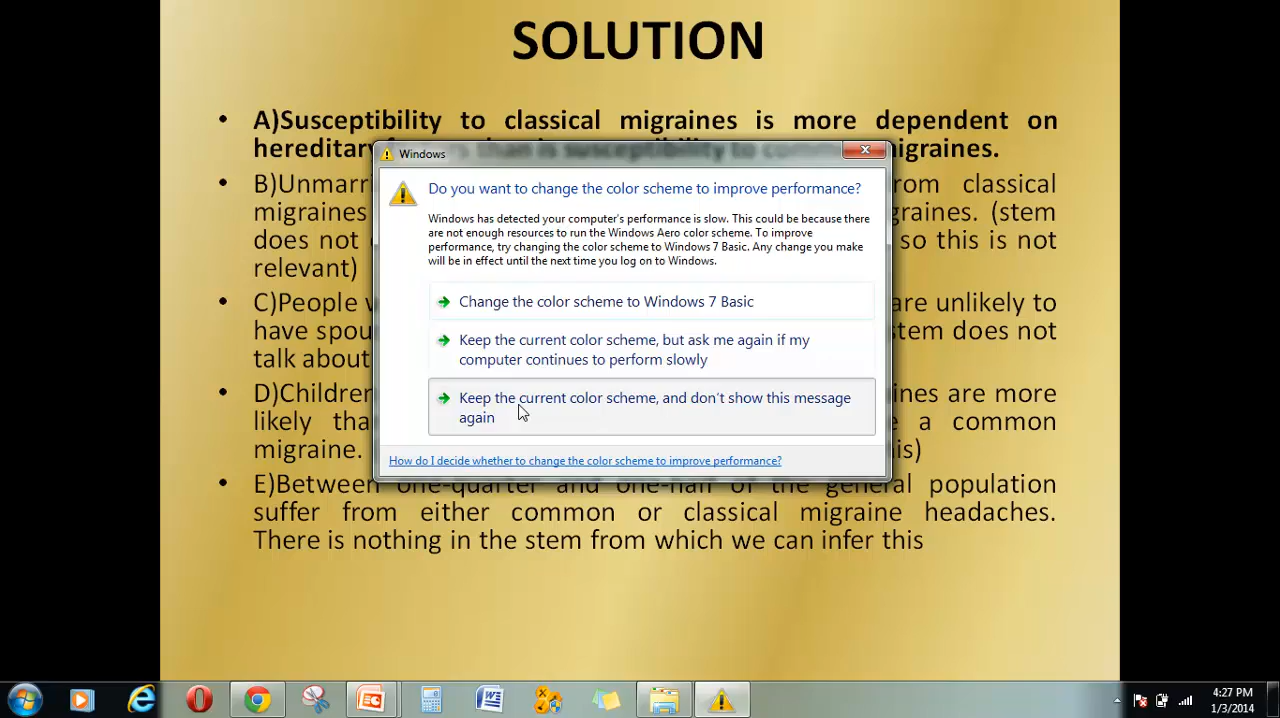 SOLUTION
• A)Susceptibility to classical migraines is more dependent on
hereditary than is susceptibility to migraines.
Windows
Do you want to change the color scheme to improve performance?
Windows has detected your computer's performance is slow. This could be because there
are not enough resources to run the Windows Aero color scheme. To improve
performance, try changing the color scheme to Windows 7 Basic. Any change you make
will be in effect until the next time you log on to Windows.
Change the color scheme to Windows 7 Basic
Keep the current color scheme, but ask me again if my
computer continues to perform slowly
Keep the current color scheme, and don't show this message
again
How do I decide whether to change the color scheme to improve performance?
• classical
migraines (stem
does not so this is not
relevant)
• C)People are unlikely to
have stem does not
talk about
• D)Children are more
likely a common
migraine.
• E)Between one-quarter and one-half of the general population
suffer from either common or classical migraine headaches.
There is nothing in the stem from which we can infer this
4:27 PM
1/3/2014